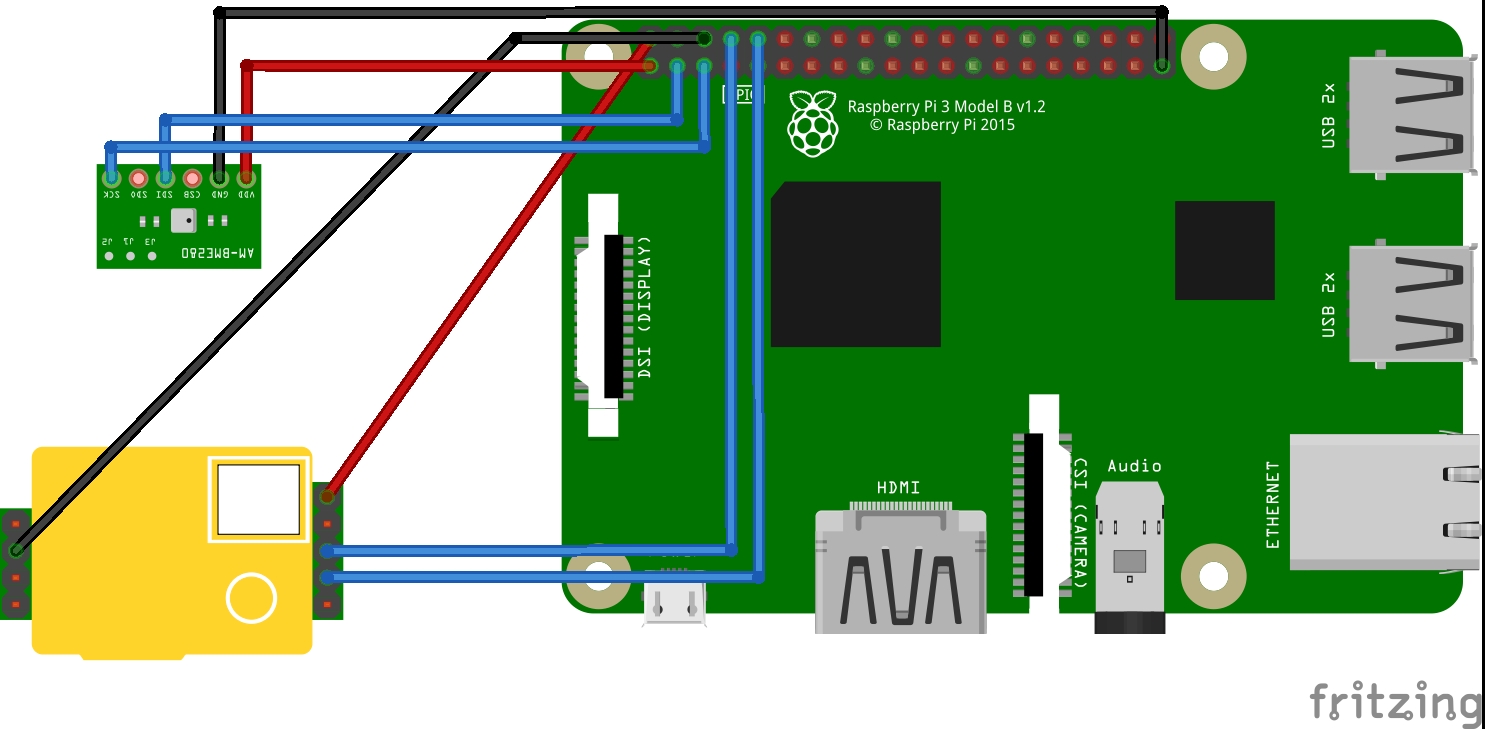 GPIO
Raspberry Pi 3 Model B v1.2
© Raspberry Pi 2015
USB 2x
SCK SDO SDI CSB GND VDD
J5 J7 J3
AM-BME280
DSI (DISPLAY)
USB 2x
HDMI
CSI (CAMERA)
Audio
ETHERNET
fritzing